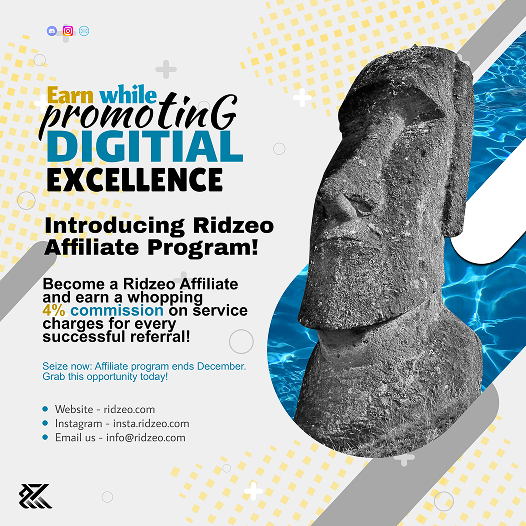 Earn while
promotinG
DIGITIAL
EXCELLENCE
Introducing Ridzeo
Affiliate Program!
Become a Ridzeo Affiliate
and earn a whopping
4% commission on service
charges for every
successful referral!
Seize now: Affiliate program ends December.
Grab this opportunity today!
Website - ridzeo.com
Instagram - insta.ridzeo.com
Email us - info@ridzeo.com